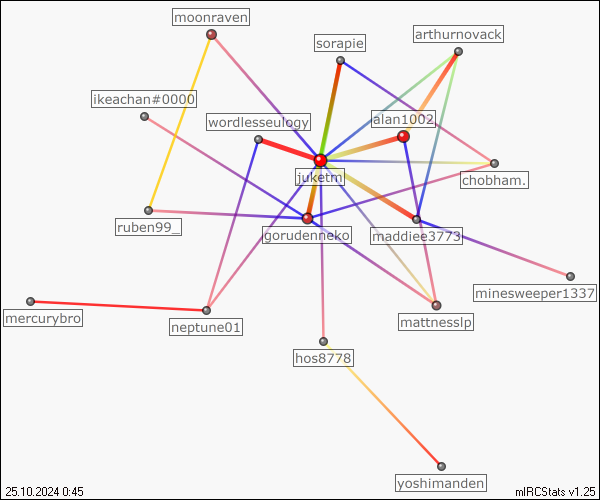 moonraven
arthurnovack
sorapie
ikeachan#0000
wordlesseulogy
alan1002
juketm
chobham.
ruben99_
gorudenneko
maddiee3773
minesweeper1337
mercurybro
neptune01
mattnesslp
hos8778
yoshimanden
25.10.2024 0:45
mIRCStats v1.25